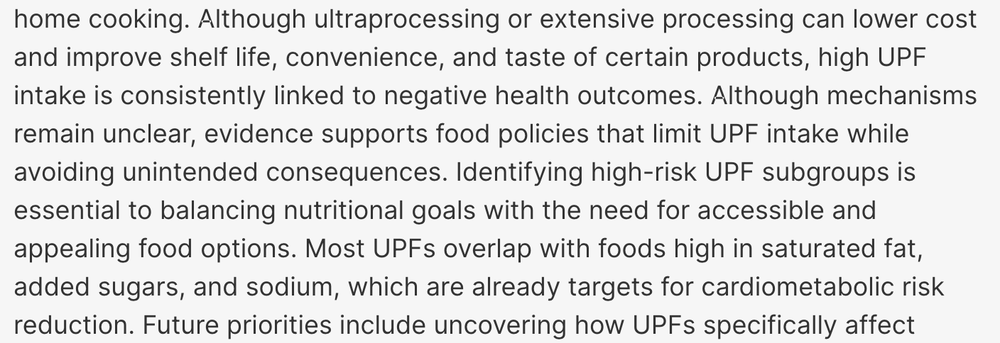 home cooking. Although ultraprocessing or extensive processing can lower cost
and improve shelf life, convenience, and taste of certain products, high UPF
intake is consistently linked to negative health outcomes. Although mechanisms
remain unclear, evidence supports food policies that limit UPF intake while
avoiding unintended consequences. Identifying high-risk UPF subgroups is
essential to balancing nutritional goals with the need for accessible and
appealing food options. Most UPFs overlap with foods high in saturated fat,
added sugars, and sodium, which are already targets for cardiometabolic risk
reduction. Future priorities include uncovering how UPFs specifically affect